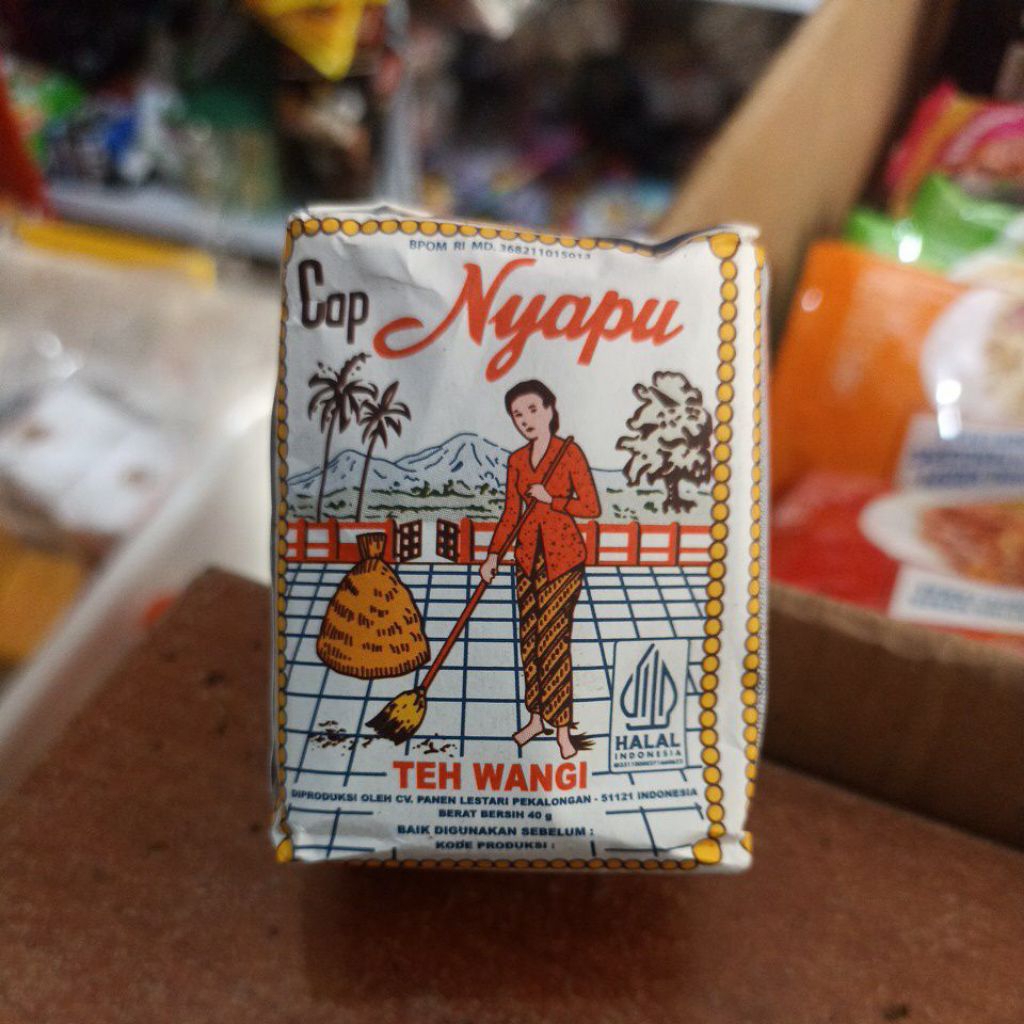 BPOM RI MD. 368211015013
Cap Nyapu
HALAL
INDONESIA
TEH WANGI
DIPRODUKSI OLEH CV. PANEN LESTARI PEKALONGAN - 51121 INDONESIA
BERAT BERSIH 40 g
BAIK DIGUNAKAN SEBELUM :
KODE PRODUKSI :